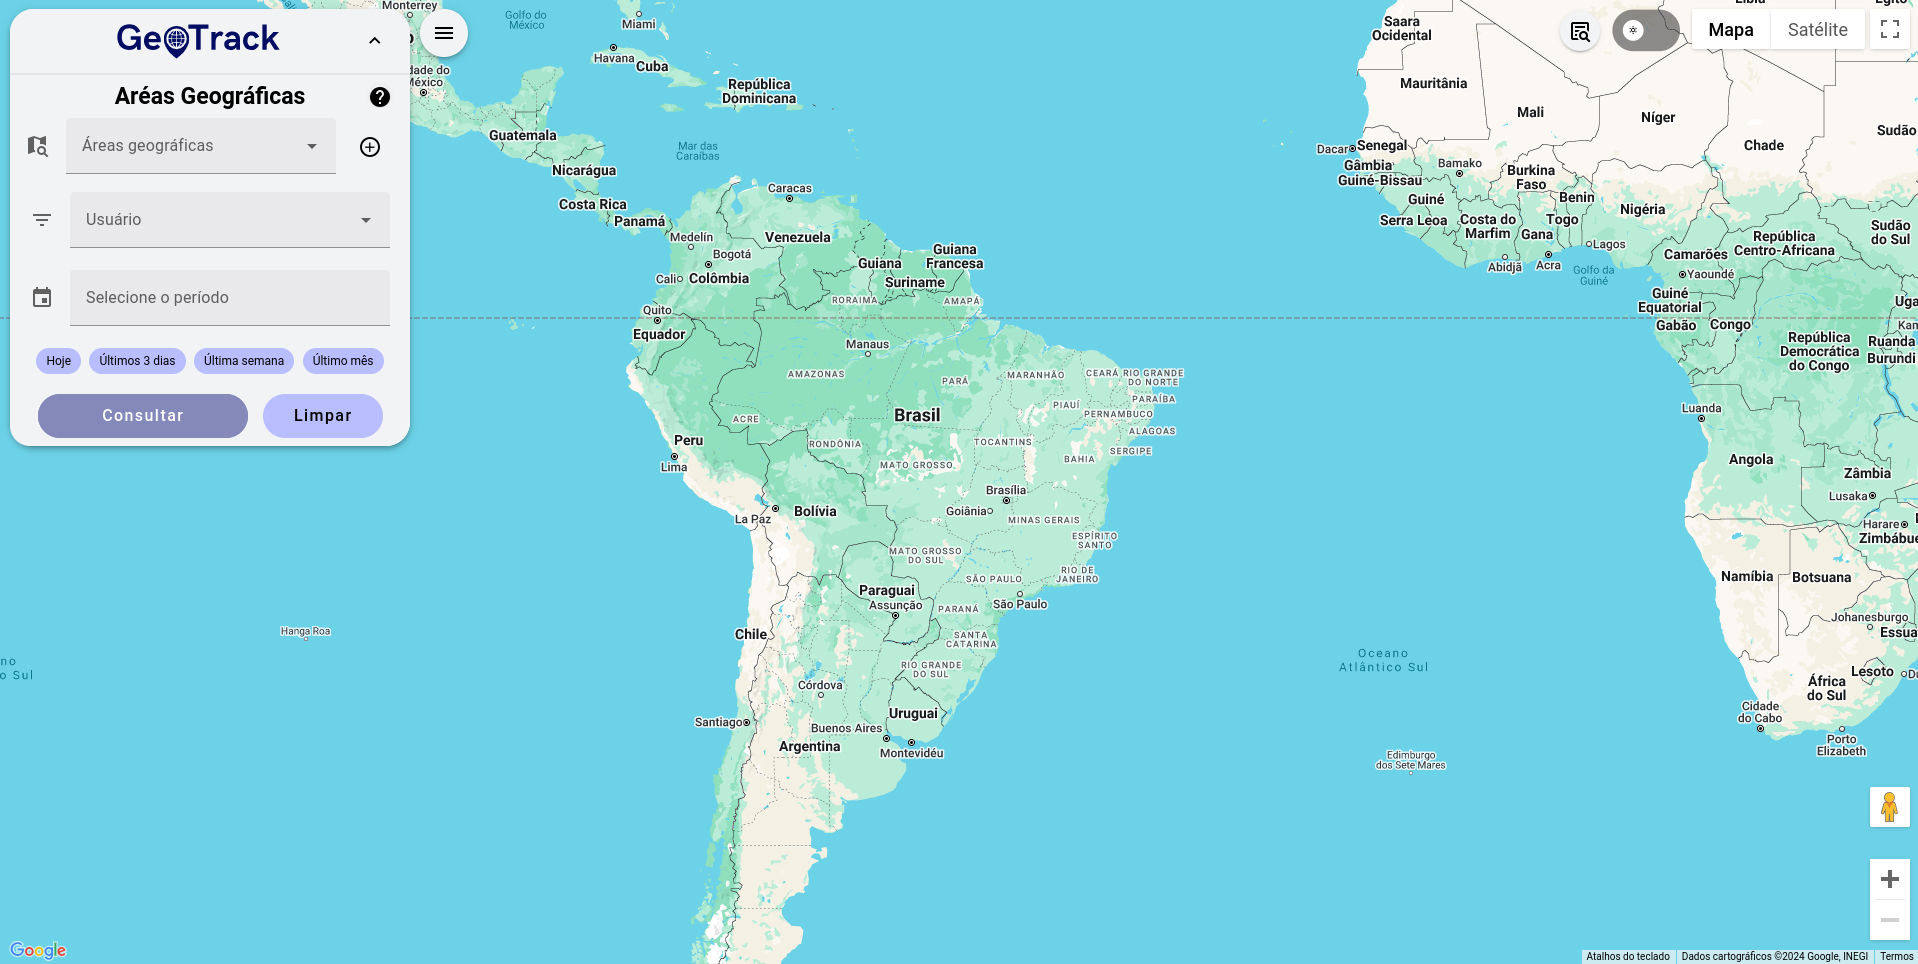 GeoTrack
Aréas Geográficas
Áreas geográficas
Usuário
Selecione o período
Hoje
Últimos 3 dias
Última semana
Último mês
Consultar
Limpar
Mapa
Satélite
Monterrey
Golfo do
México
Miami
Havana
Cuba
República
Dominicana
Guatemala
Mar das
Caraíbas
Nicarágua
Costa Rica
Panamá
Caracas
Medelín
Venezuela
Bogotá
Cali
Colômbia
Guiana
Guiana
Francesa
Suriname
RORAIMA
AMAPÁ
Quito
Equador
Manaus
AMAZONAS
PARÁ
MARANHÃO
CEARÁ
RIO GRANDE
DO NORTE
PARAÍBA
PIAUÍ
PERNAMBUCO
ACRE
Brasil
ALAGOAS
SERGIPE
TOCANTINS
RONDÔNIA
Peru
Lima
MATO GROSSO
BAHIA
Brasília
Goiânia
La Paz
Bolívia
MINAS GERAIS
ESPÍRITO
SANTO
MATO GROSSO
DO SUL
SÃO PAULO
RIO DE
JANEIRO
Paraguai
Assunção
PARANÁ
São Paulo
Chile
SANTA
CATARINA
RIO GRANDE
DO SUL
Hanga Roa
Córdova
Uruguai
Santiago
Buenos Aires
Argentina
Montevidéu
Oceano
Atlântico Sul
Edimburgo
dos Sete Mares
Saara
Ocidental
Mauritânia
Mali
Níger
Chade
Sudão
Dacar
Senegal
Gâmbia
Guiné-Bissau
Bamako
Burkina
Faso
Guiné
Benin
Serra Leoa
Costa do
Marfim
Togo
Gana
Nigéria
Lagos
Abidjã
Acra
Golfo da
Guiné
Camarões
Yaoundé
República
Centro-Africana
Sudão
do Sul
Guiné
Equatorial
Gabão
Congo
República
Democrática
do Congo
Ruanda
Burundi
Luanda
Angola
Zâmbia
Lusaka
Harare
Zimbábue
Namíbia
Botsuana
Johanesburgo
Lesoto
África
do Sul
Cidade
do Cabo
Porto
Elizabeth
Google
Atalhos do teclado
Dados cartográficos ©2024 Google, INEGI
Termos